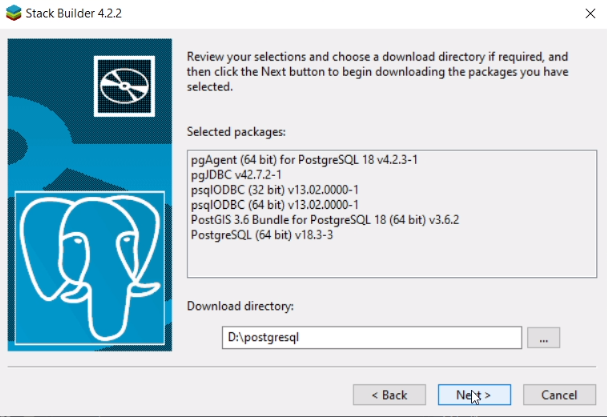 Stack Builder 4.2.2
Review your selections and choose a download directory if required, and
then click the Next button to begin downloading the packages you have
selected.
Selected packages:
pgAgent (64 bit) for PostgreSQL 18 v4.2.3-1
pgJDBC v42.7.2-1
psqlODBC (32 bit) v13.02.0000-1
psqlODBC (64 bit) v13.02.0000-1
PostGIS 3.6 Bundle for PostgreSQL 18 (64 bit) v3.6.2
PostgreSQL (64 bit) v18.3-3
Download directory:
D:\postgresql
...
< Back
Next >
Cancel